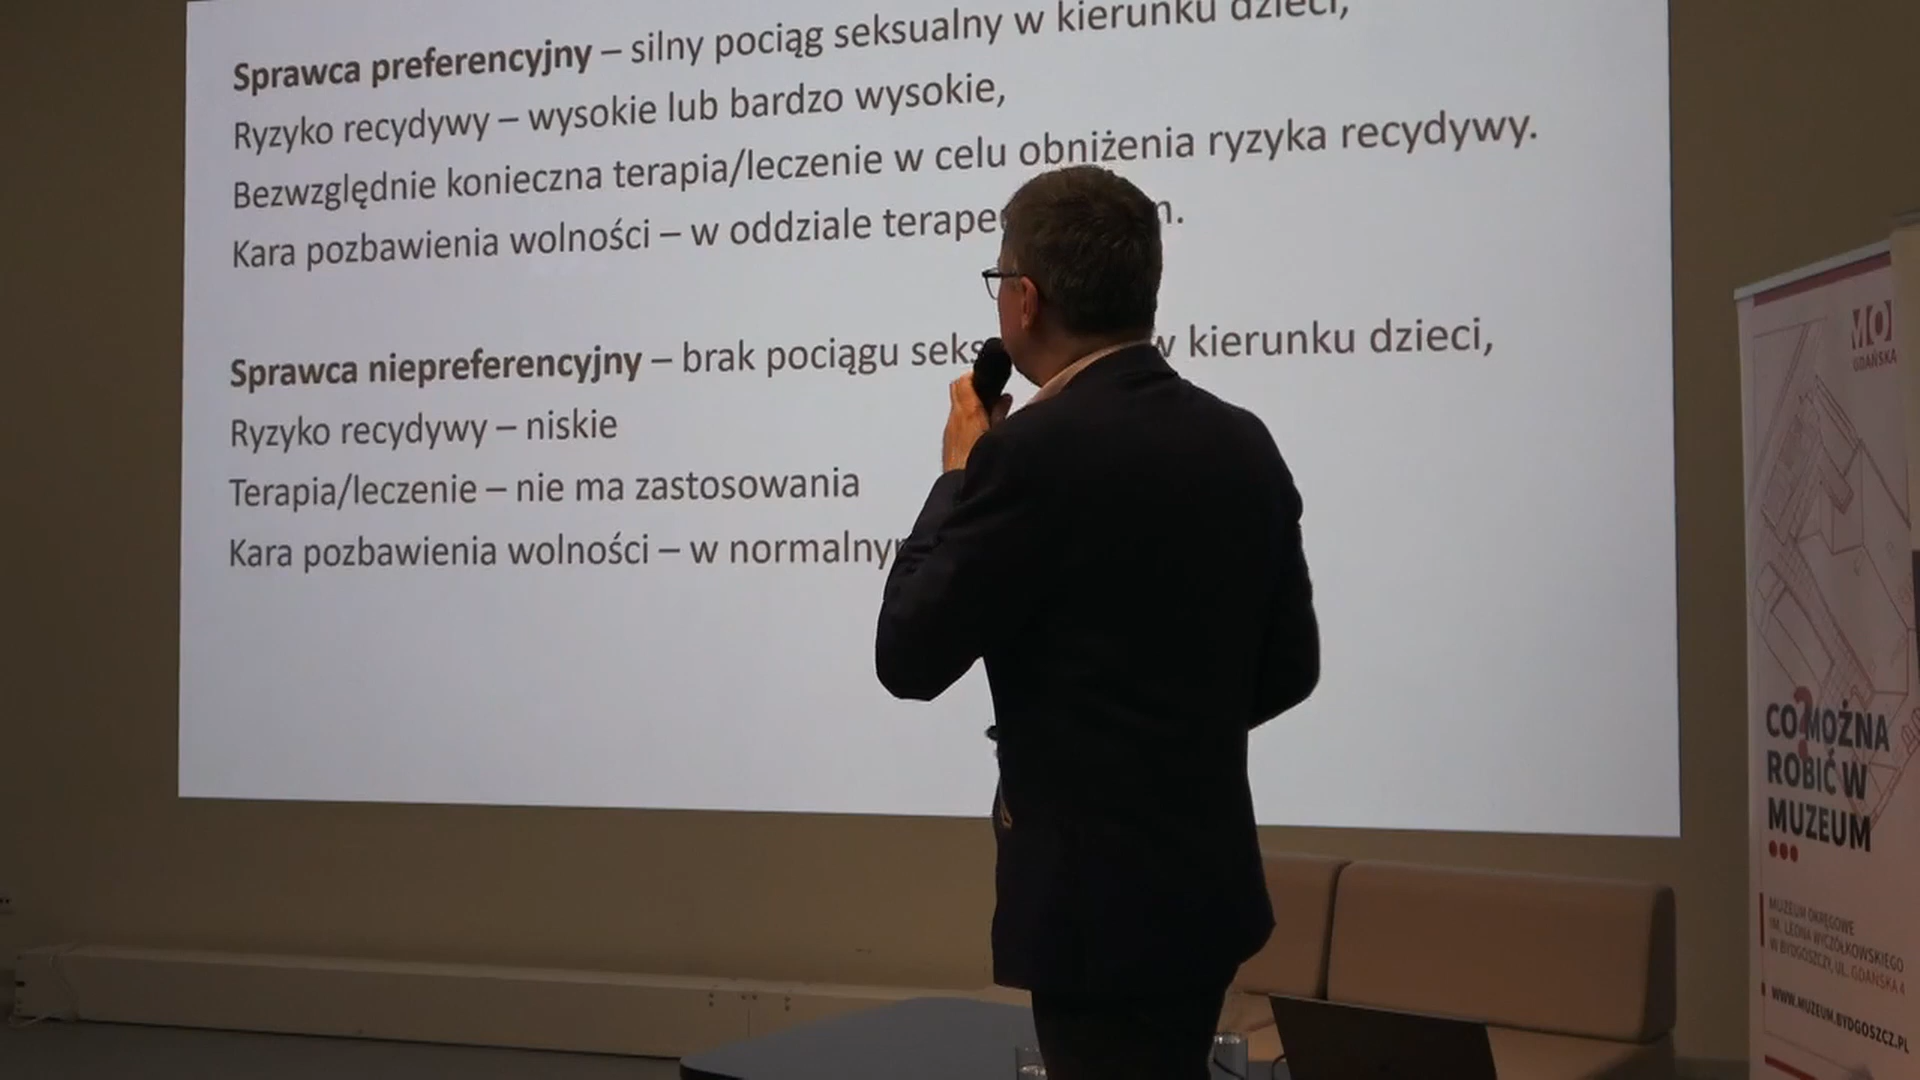 Sprawca preferencyjny – silny pociąg seksualny w kierunku dzieci,
Ryzyko recydywy – wysokie lub bardzo wysokie,
Bezwzględnie konieczna terapia/leczenie w celu obniżenia ryzyka recydywy.
Kara pozbawienia wolności – w oddziale
Sprawca niepreferencyjny – brak pociągu w kierunku dzieci,
Ryzyko recydywy – niskie
Terapia/leczenie – nie ma zastosowania
Kara pozbawienia wolności – w
MO
GDAŃSKA
CO MOŻNA
ROBIĆ W
MUZEUM
MUZEUM OKRĘGOWE
IM. LEONA WYCZÓŁKOWSKIEGO
W BYDGOSZCZY, UL. GDAŃSKA 4
WWW.MUZEUM.BYDGOSZCZ.PL